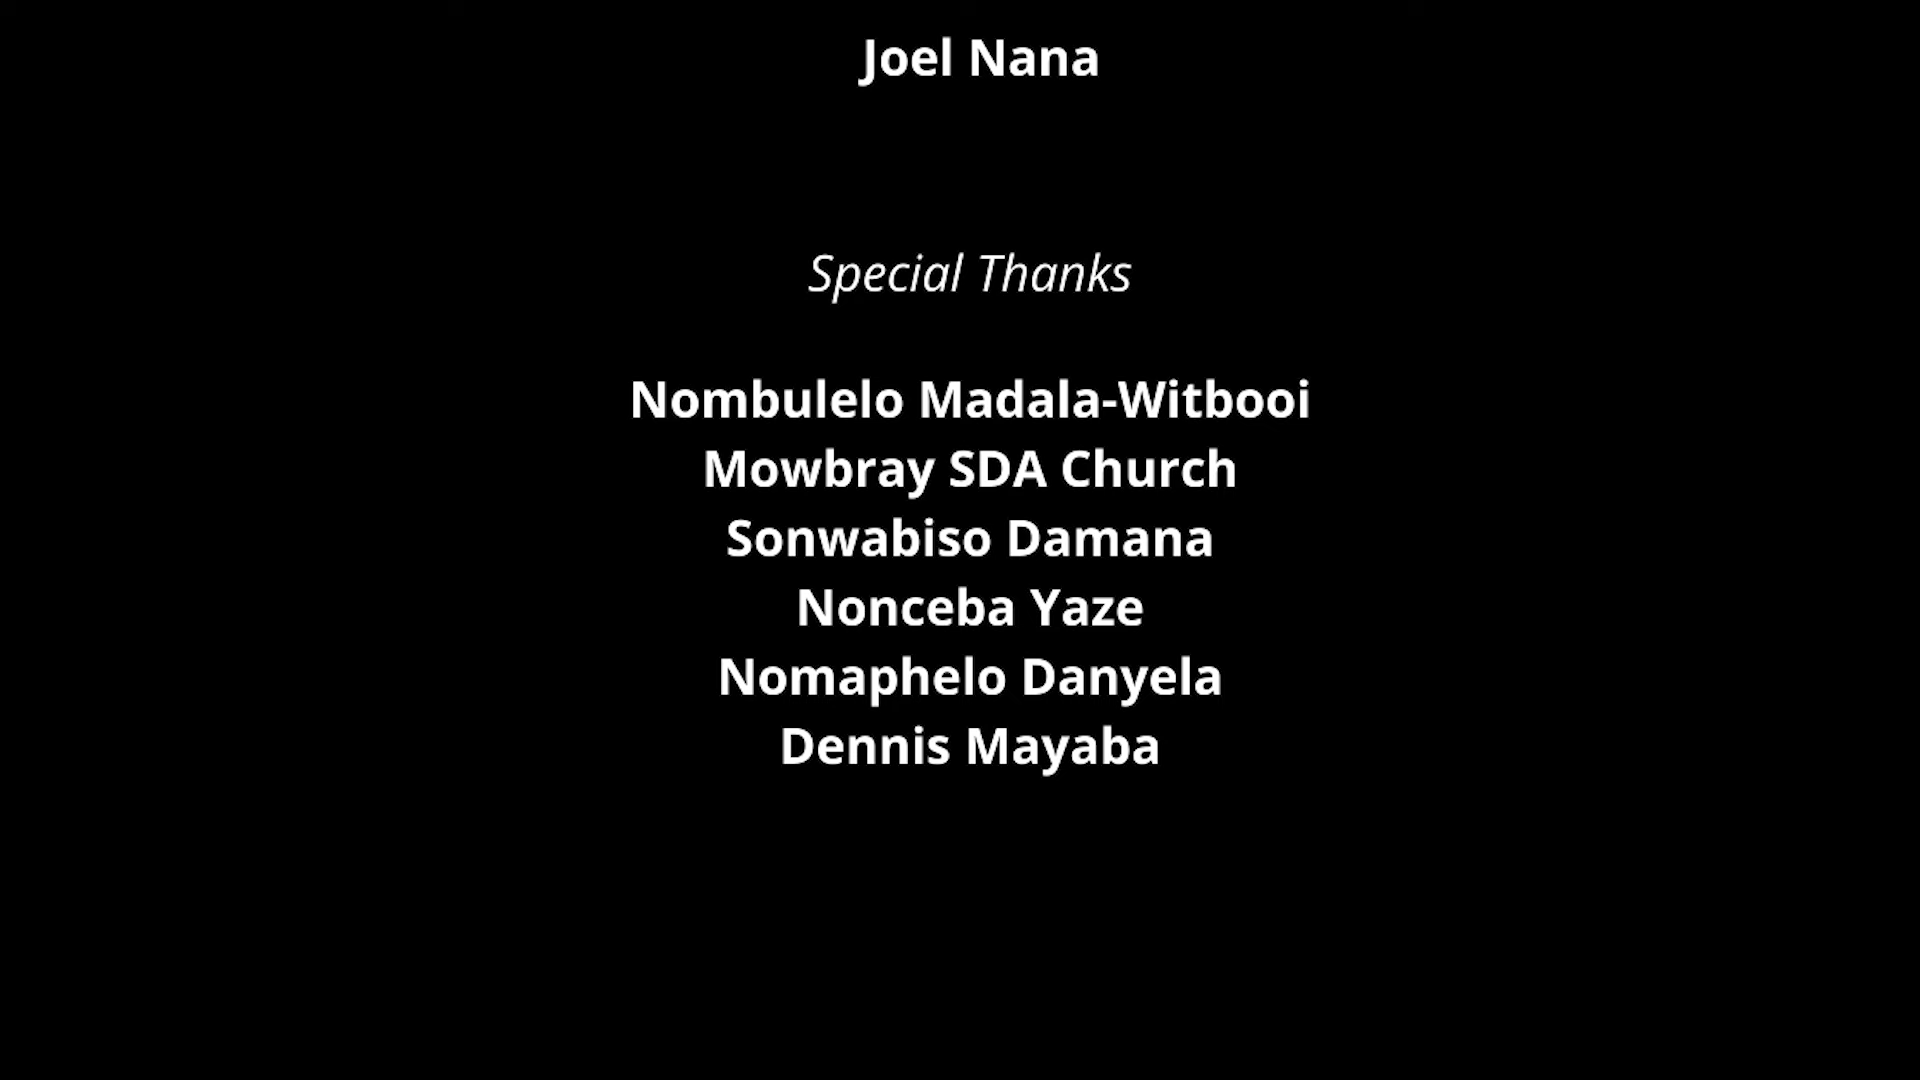 Joel Nana
Special Thanks
Nombulelo Madala-Witbooi
Mowbray SDA Church
Sonwabiso Damana
Nonceba Yaze
Nomaphelo Danyela
Dennis Mayaba